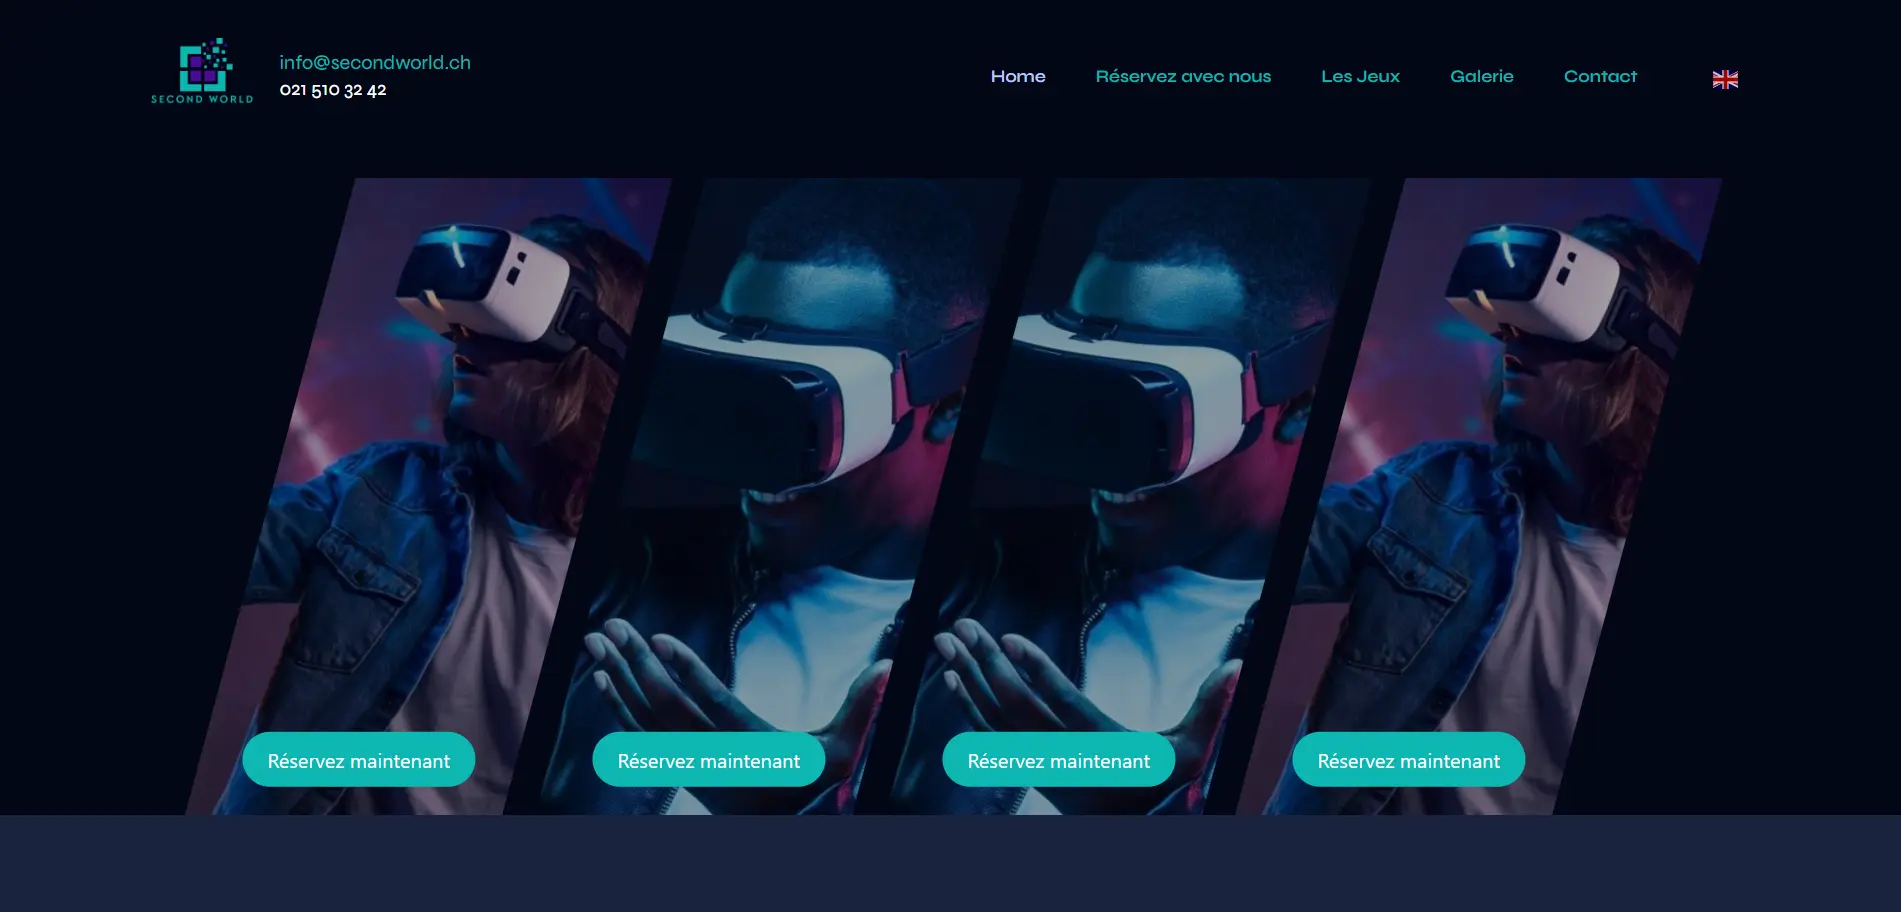 SECOND WORLD
info@secondworld.ch
021 510 32 42
Home
Réservez avec nous
Les Jeux
Galerie
Contact
Réservez maintenant
Réservez maintenant
Réservez maintenant
Réservez maintenant